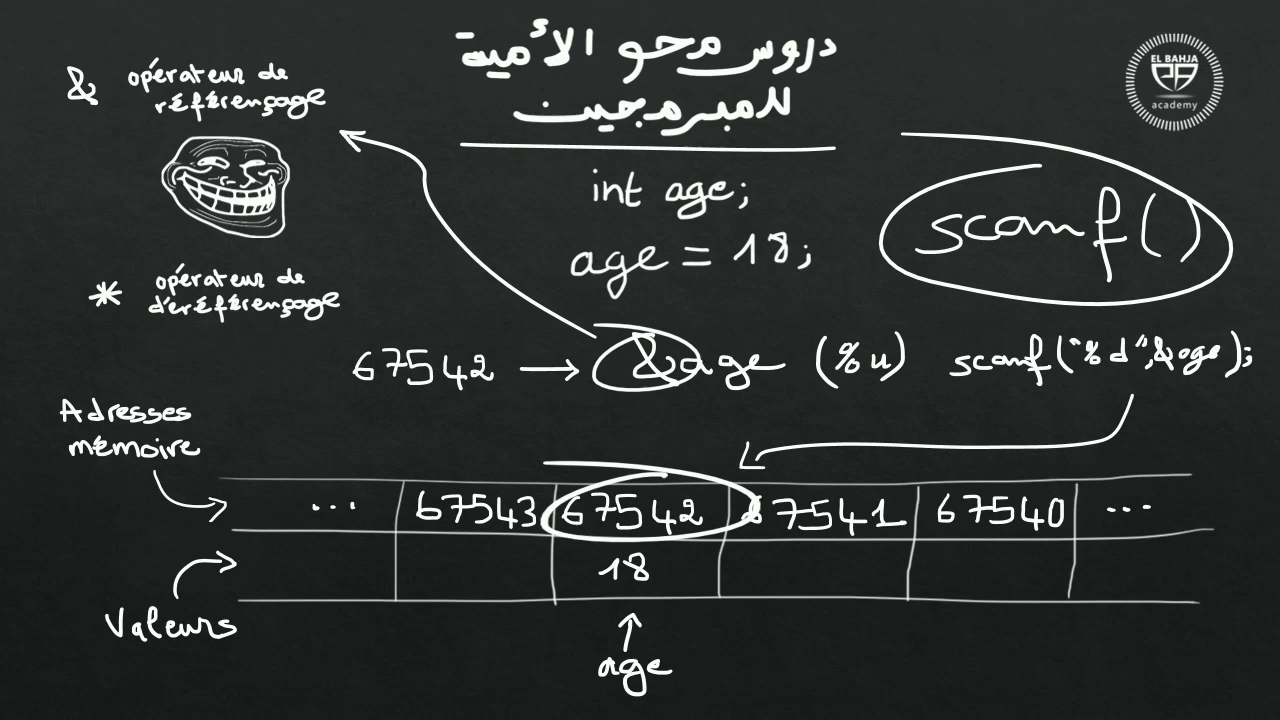 دروس محو الأمية
للمبرمجين
EL BAHJA
academy
& opérateur de
référençage
int age;
age = 18;
scanf()
* opérateur de
déréférençage
67542 → &age (%u) scanf("%d",&age);
Adresses
mémoire
... 67543 67542 67541 67540 ...
18
Valeurs
age